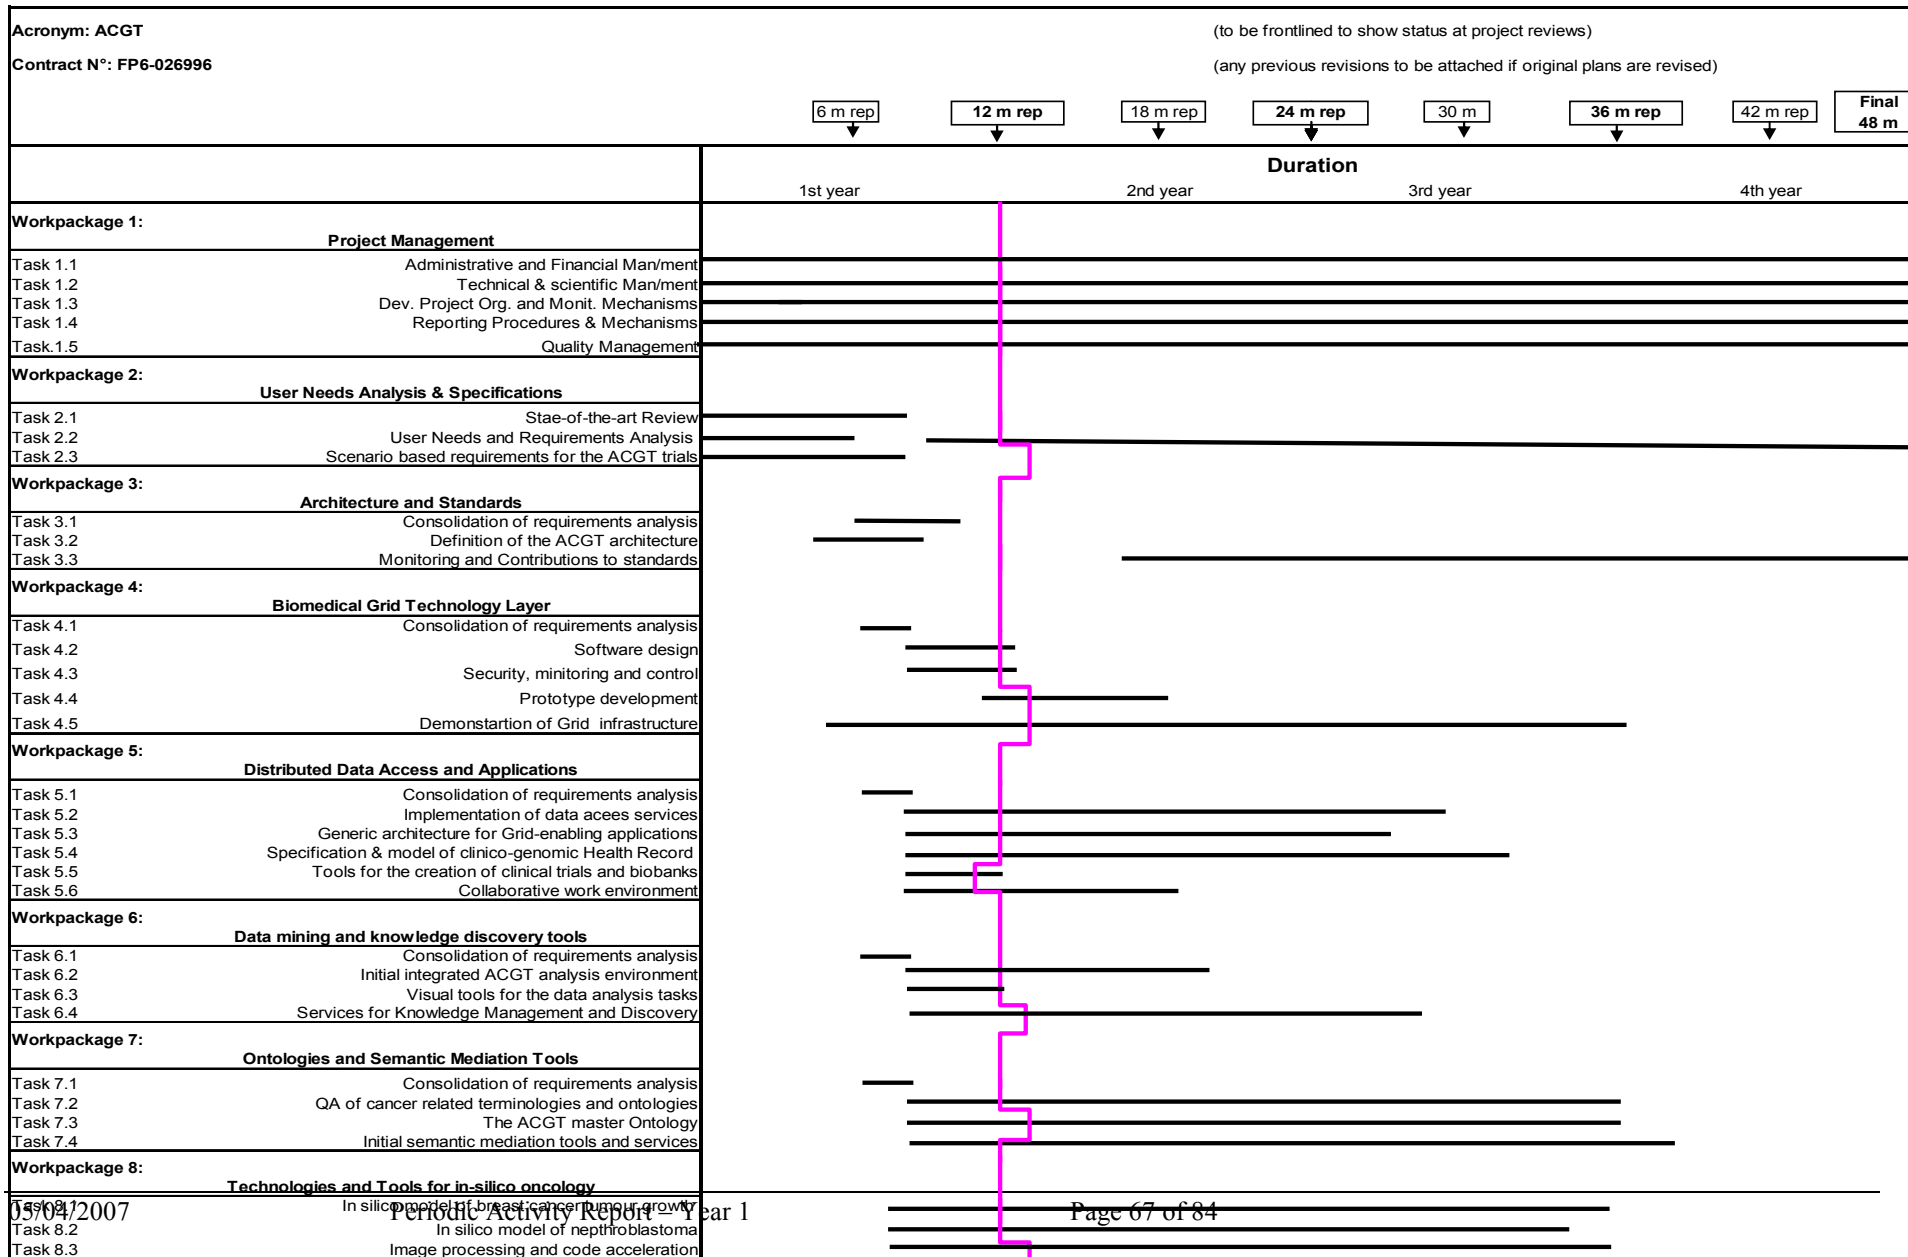 Acronym: ACGT (to be frontlined to show status at project reviews)
Contract N°: FP6-026996 (any previous revisions to be attached if original plans are revised)
6 m rep 12 m rep 18 m rep 24 m rep 30 m 36 m rep 42 m rep Final 48 m
Duration
1st year 2nd year 3rd year 4th year
Workpackage 1:
Project Management
Task 1.1 Administrative and Financial Man/ment
Task 1.2 Technical & scientific Man/ment
Task 1.3 Dev. Project Org. and Monit. Mechanisms
Task 1.4 Reporting Procedures & Mechanisms
Task.1.5 Quality Management
Workpackage 2:
User Needs Analysis & Specifications
Task 2.1 Stae-of-the-art Review
Task 2.2 User Needs and Requirements Analysis
Task 2.3 Scenario based requirements for the ACGT trials
Workpackage 3:
Architecture and Standards
Task 3.1 Consolidation of requirements analysis
Task 3.2 Definition of the ACGT architecture
Task 3.3 Monitoring and Contributions to standards
Workpackage 4:
Biomedical Grid Technology Layer
Task 4.1 Consolidation of requirements analysis
Task 4.2 Software design
Task 4.3 Security, minitoring and control
Task 4.4 Prototype development
Task 4.5 Demonstartion of Grid infrastructure
Workpackage 5:
Distributed Data Access and Applications
Task 5.1 Consolidation of requirements analysis
Task 5.2 Implementation of data acees services
Task 5.3 Generic architecture for Grid-enabling applications
Task 5.4 Specification & model of clinico-genomic Health Record
Task 5.5 Tools for the creation of clinical trials and biobanks
Task 5.6 Collaborative work environment
Workpackage 6:
Data mining and knowledge discovery tools
Task 6.1 Consolidation of requirements analysis
Task 6.2 Initial integrated ACGT analysis environment
Task 6.3 Visual tools for the data analysis tasks
Task 6.4 Services for Knowledge Management and Discovery
Workpackage 7:
Ontologies and Semantic Mediation Tools
Task 7.1 Consolidation of requirements analysis
Task 7.2 QA of cancer related terminologies and ontologies
Task 7.3 The ACGT master Ontology
Task 7.4 Initial semantic mediation tools and services
Workpackage 8:
Technologies and Tools for in-silico oncology
Task 8.1 In silico model of breast cancer tumour growth
05/04/2007 Periodic Activity Report – Year 1 Page 67 of 84
Task 8.2 In silico model of nepthroblastoma
Task 8.3 Image processing and code acceleration